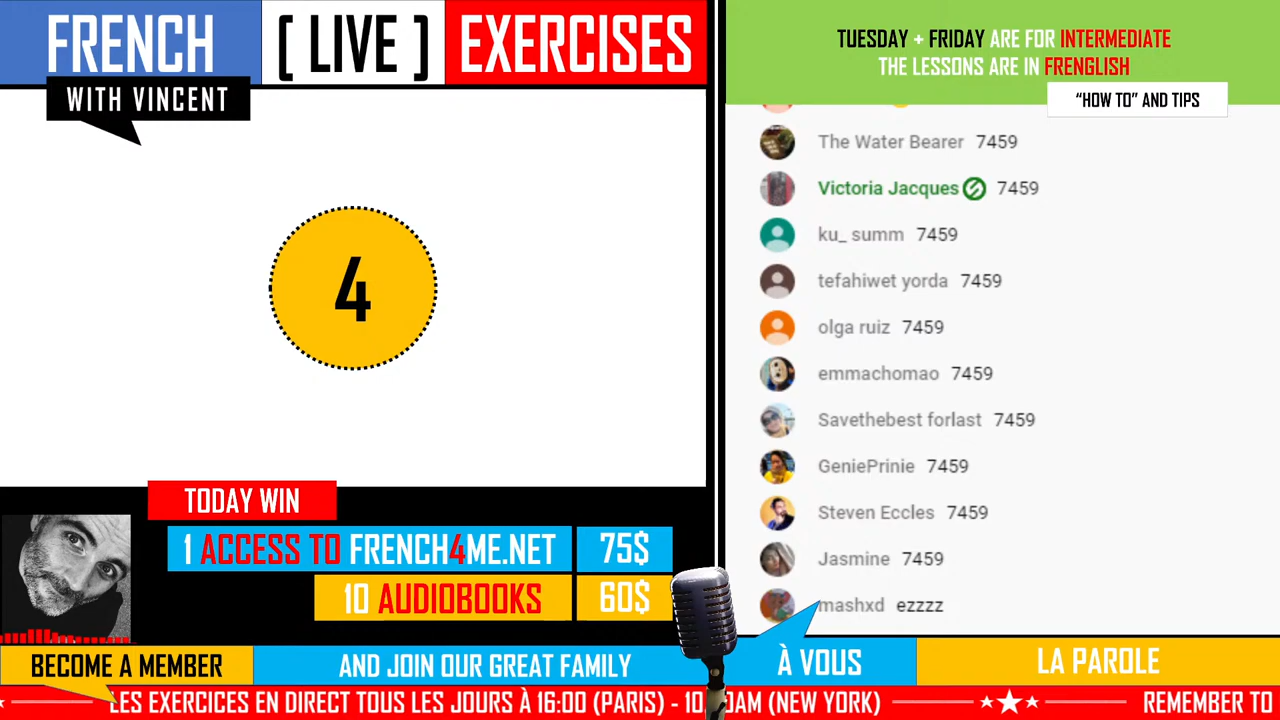 FRENCH
[ LIVE ]
EXERCISES
WITH VINCENT
4
TODAY WIN
1 ACCESS TO FRENCH4ME.NET
75$
10 AUDIOBOOKS
60$
TUESDAY + FRIDAY ARE FOR INTERMEDIATE
THE LESSONS ARE IN FRENGLISH
"HOW TO" AND TIPS
The Water Bearer 7459
Victoria Jacques 7459
ku_ summ 7459
tefahiwet yorda 7459
olga ruiz 7459
emmachomao 7459
Savethebest forlast 7459
GeniePrinie 7459
Steven Eccles 7459
Jasmine 7459
mashxd ezzzz
BECOME A MEMBER
AND JOIN OUR GREAT FAMILY
À VOUS
LA PAROLE
LES EXERCICES EN DIRECT TOUS LES JOURS À 16:00 (PARIS) - 10 0AM (NEW YORK)
REMEMBER TO